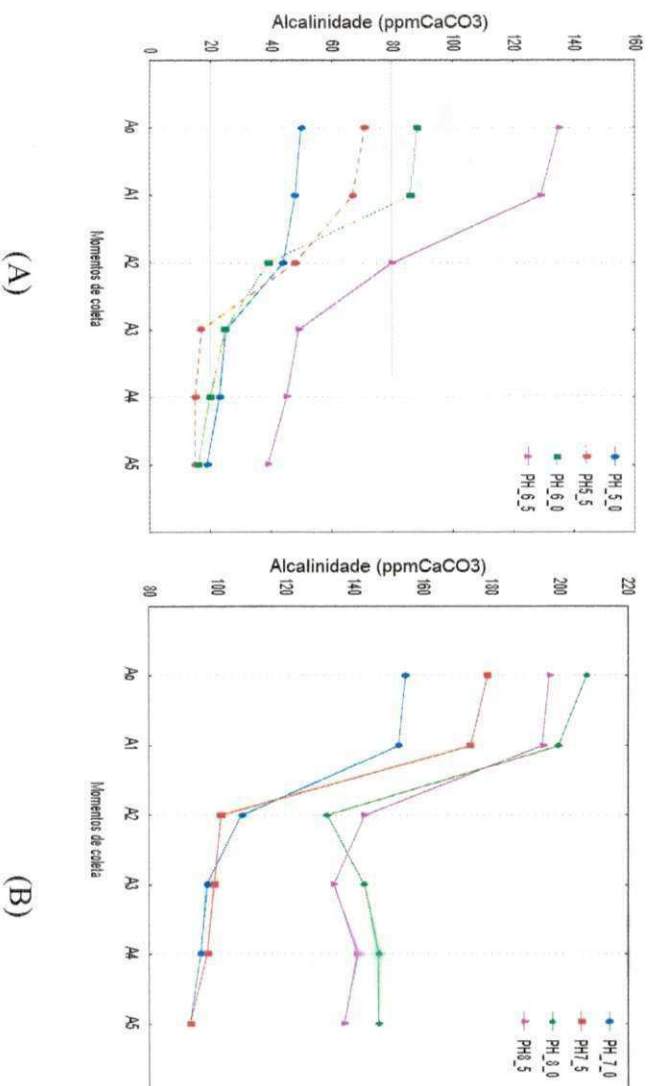 Alcalinidade (ppmCaCO3)
160
140
120
100
80
60
40
20
0
Ao
A1
A2
A3
A4
A5
Momentos de coleta
PH_5_0
PH5_5
PH_6_0
PH_6_5
(A)
Alcalinidade (ppmCaCO3)
220
200
180
160
140
120
100
80
Ao
A1
A2
A3
A4
A5
Momentos de coleta
PH_7_0
PH7_5
PH_8_0
PH8_5
(B)